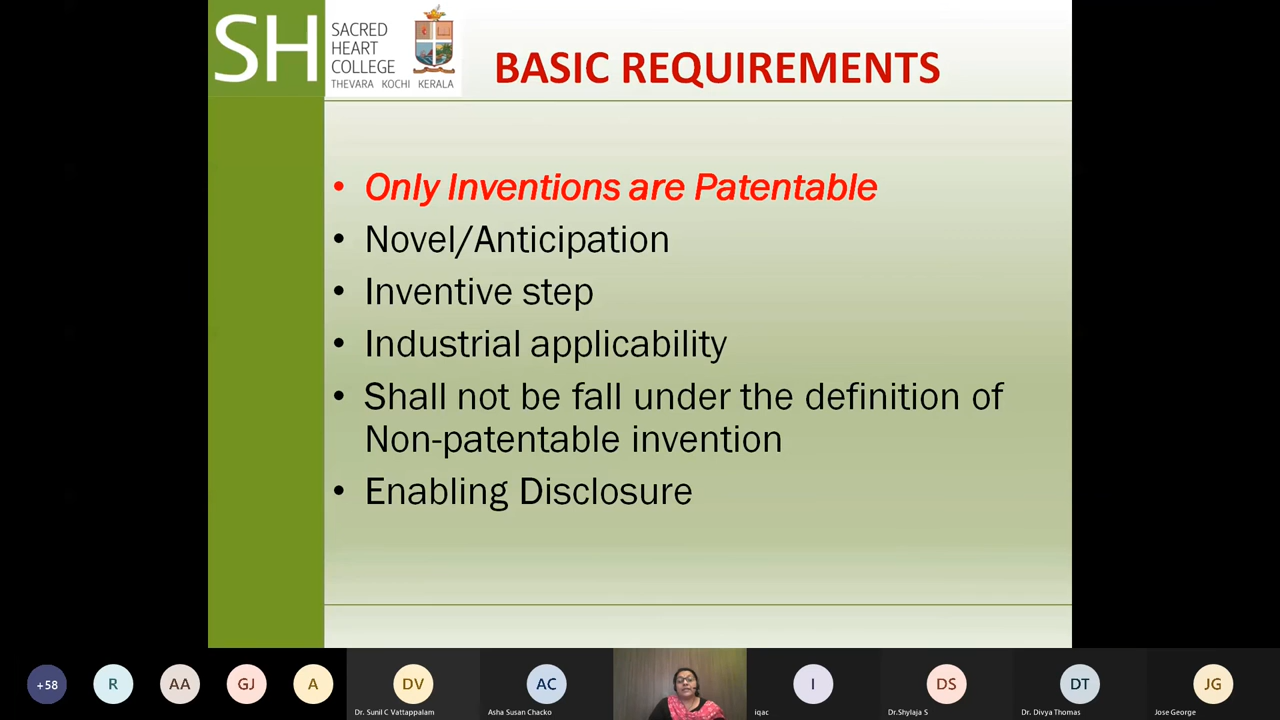 SH
SACRED
HEART
COLLEGE
THEVARA KOCHI KERALA
BASIC REQUIREMENTS
• Only Inventions are Patentable
• Novel/Anticipation
• Inventive step
• Industrial applicability
• Shall not be fall under the definition of
Non-patentable invention
• Enabling Disclosure
+58
R
AA
GJ
A
DV
AC
I
DS
DT
JG
Dr. Sunil C Vattappalam
Asha Susan Chacko
iqac
Dr.Shylaja S
Dr. Divya Thomas
Jose George